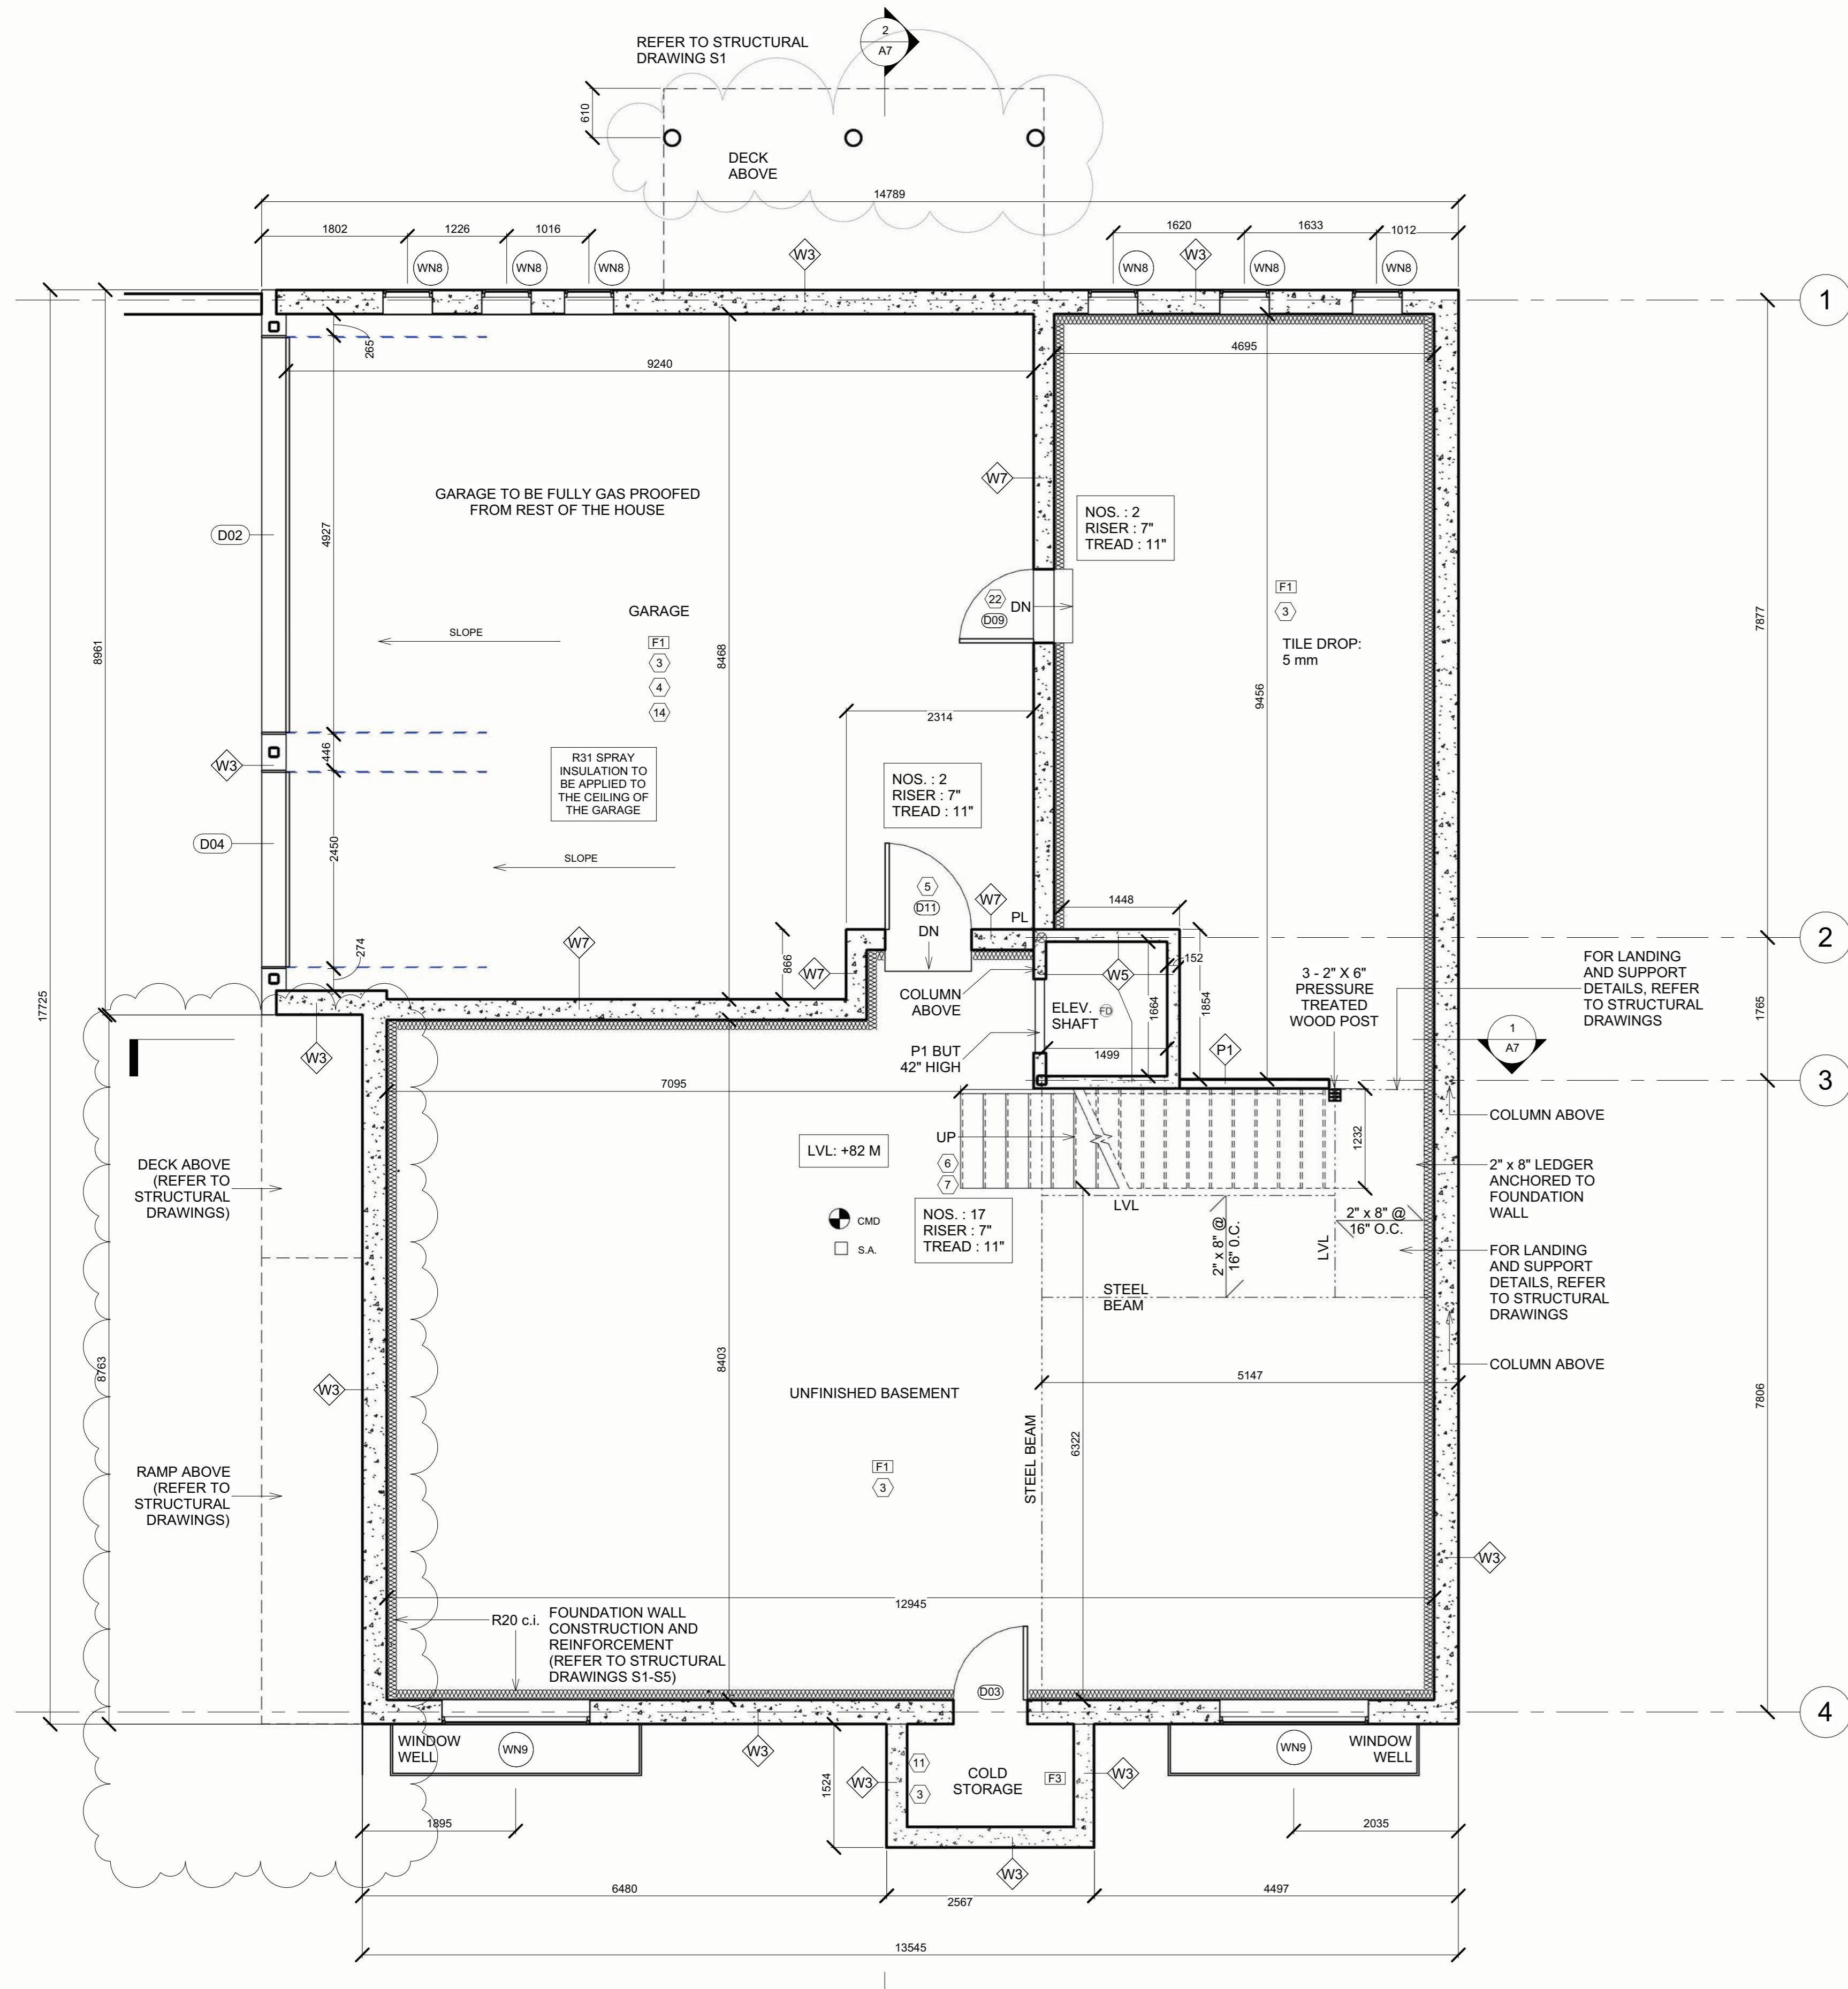 REFER TO STRUCTURAL
DRAWING S1
2
A7
610
DECK
ABOVE
14789
1802
1226
1016
1620
1633
1012
WN8
WN8
WN8
W3
WN8
W3
WN8
WN8
1
265
9240
4695
W7
GARAGE TO BE FULLY GAS PROOFED
FROM REST OF THE HOUSE
NOS. : 2
RISER : 7"
TREAD : 11"
D02
4927
8961
GARAGE
F1
3
4
14
SLOPE
8468
22
D09
DN
F1
3
TILE DROP:
5 mm
7877
9456
2314
446
W3
R31 SPRAY
INSULATION TO
BE APPLIED TO
THE CEILING OF
THE GARAGE
NOS. : 2
RISER : 7"
TREAD : 11"
D04
2450
SLOPE
5
D11
DN
W7
PL
1448
2
17725
274
W7
866
W7
COLUMN
ABOVE
W5
152
1664
1854
ELEV.
SHAFT
FD
1499
3 - 2" X 6"
PRESSURE
TREATED
WOOD POST
FOR LANDING
AND SUPPORT
DETAILS, REFER
TO STRUCTURAL
DRAWINGS
1765
1
A7
W3
P1 BUT
42" HIGH
P1
3
7095
COLUMN ABOVE
UP
6
7
1232
LVL: +82 M
DECK ABOVE
(REFER TO
STRUCTURAL
DRAWINGS)
2" x 8" LEDGER
ANCHORED TO
FOUNDATION
WALL
CMD
S.A.
NOS. : 17
RISER : 7"
TREAD : 11"
LVL
2" x 8" @
16" O.C.
2" x 8" @
16" O.C.
LVL
FOR LANDING
AND SUPPORT
DETAILS, REFER
TO STRUCTURAL
DRAWINGS
STEEL
BEAM
8763
8403
COLUMN ABOVE
W3
UNFINISHED BASEMENT
5147
7806
F1
3
STEEL BEAM
6322
RAMP ABOVE
(REFER TO
STRUCTURAL
DRAWINGS)
W3
12945
R20 c.i.
FOUNDATION WALL
CONSTRUCTION AND
REINFORCEMENT
(REFER TO STRUCTURAL
DRAWINGS S1-S5)
D03
4
WINDOW
WELL
WN9
W3
WN9
WINDOW
WELL
1524
W3
11
3
COLD
STORAGE
F3
W3
1895
2035
W3
6480
2567
4497
13545